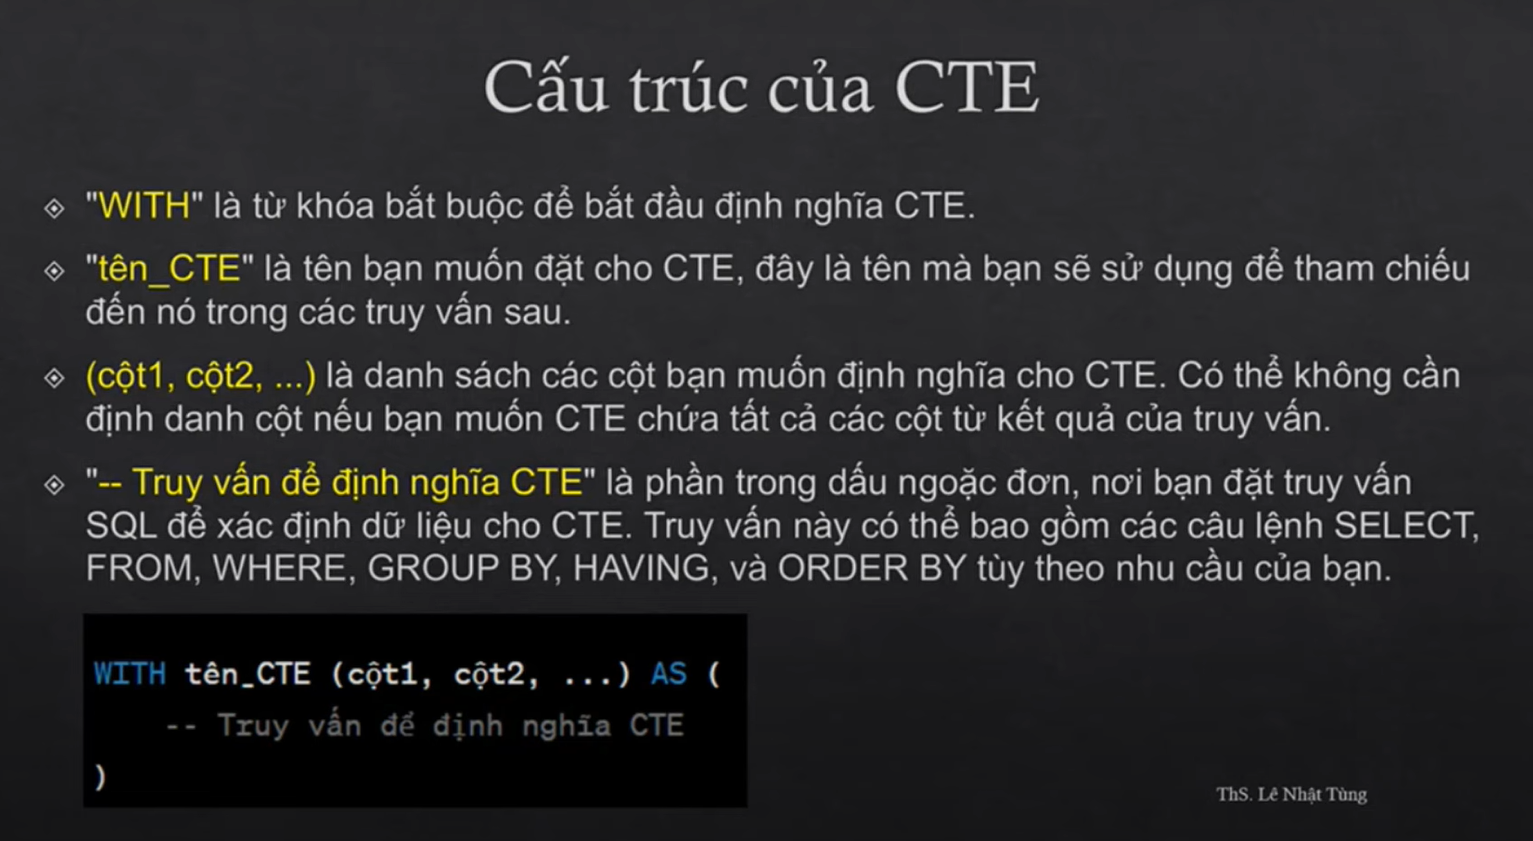 Cấu trúc của CTE
"WITH" là từ khóa bắt buộc để bắt đầu định nghĩa CTE.
"tên_CTE" là tên bạn muốn đặt cho CTE, đây là tên mà bạn sẽ sử dụng để tham chiếu
đến nó trong các truy vấn sau.
(cột1, cột2, ...) là danh sách các cột bạn muốn định nghĩa cho CTE. Có thể không cần
định danh cột nếu bạn muốn CTE chứa tất cả các cột từ kết quả của truy vấn.
"-- Truy vấn để định nghĩa CTE" là phần trong dấu ngoặc đơn, nơi bạn đặt truy vấn
SQL để xác định dữ liệu cho CTE. Truy vấn này có thể bao gồm các câu lệnh SELECT,
FROM, WHERE, GROUP BY, HAVING, và ORDER BY tùy theo nhu cầu của bạn.
WITH tên_CTE (cột1, cột2, ...) AS (
-- Truy vấn để định nghĩa CTE
)
ThS. Lê Nhật Tùng